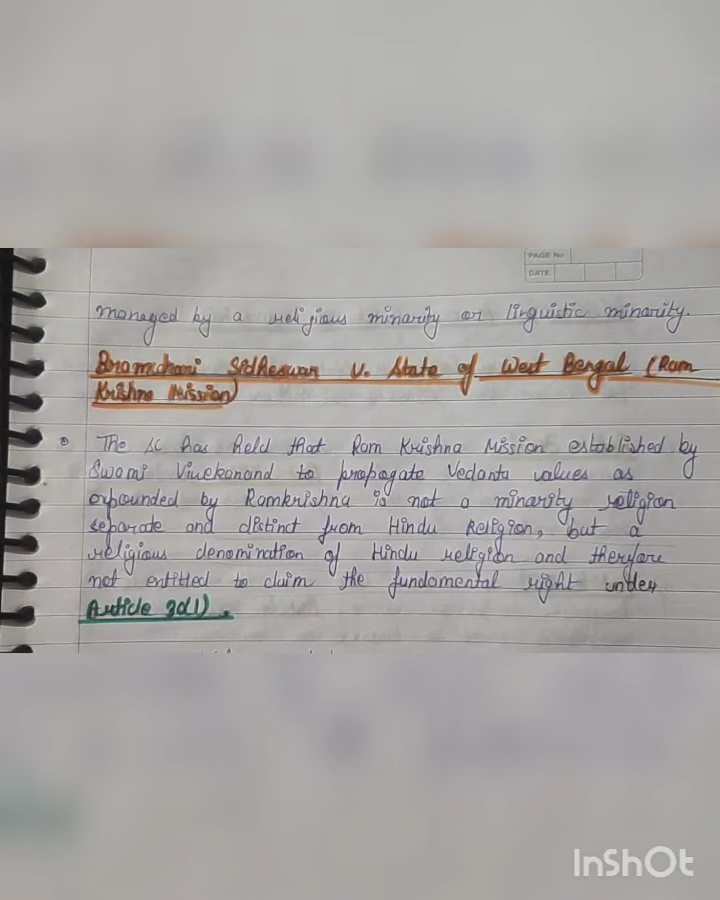 PAGE No
DATE
managed by a religious minority or linguistic minority.
Bramchari Sidheswar V. State of West Bengal (Ram
Krishna Mission)
The SC has held that Ram Krishna Mission established by
Swami Vivekanand to propogate Vedanta values as
expounded by Ramkrishna is not a minority religion
separate and distinct from Hindu Religion, but a
religious denomination of Hindu religion and therefore
not entitled to claim the fundamental right under
Article 30(1).
InShOt